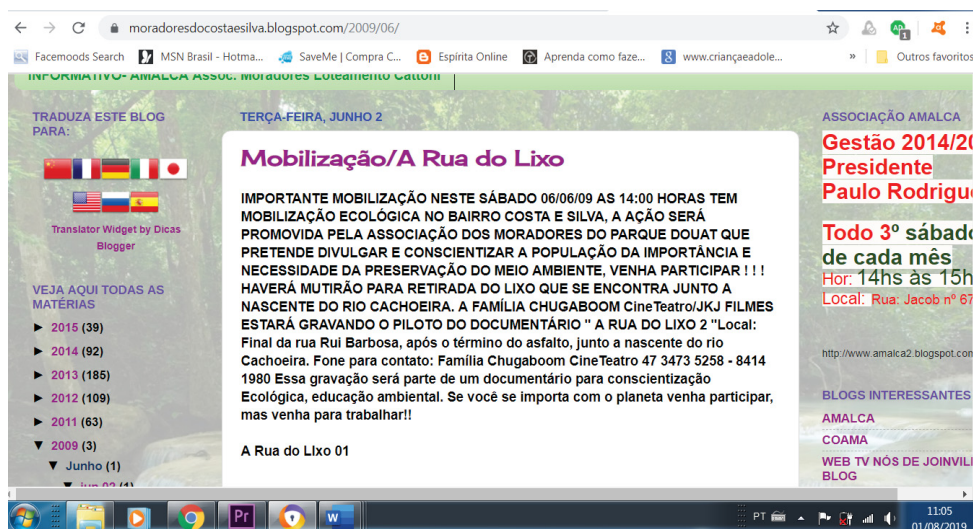 moradoresdocostaesilva.blogspot.com/2009/06/
Facemoods Search MSN Brasil - Hotma... SaveMe | Compra C... Espirita Online Aprenda como faze... www.criançaeadole... » Outros favoritos
INFORMATIVO- AMALCA Assoc. Moradores Loteamento Cattoni
TRADUZA ESTE BLOG
PARA:
Translator Widget by Dicas
Blogger
VEJA AQUI TODAS AS
MATÉRIAS
► 2015 (39)
► 2014 (92)
► 2013 (185)
► 2012 (109)
► 2011 (63)
▼ 2009 (3)
▼ Junho (1)
▼ jun 02 (1)
TERÇA-FEIRA, JUNHO 2
Mobilização/A Rua do Lixo
IMPORTANTE MOBILIZAÇÃO NESTE SÁBADO 06/06/09 AS 14:00 HORAS TEM
MOBILIZAÇÃO ECOLÓGICA NO BAIRRO COSTA E SILVA, A AÇÃO SERÁ
PROMOVIDA PELA ASSOCIAÇÃO DOS MORADORES DO PARQUE DOUAT QUE
PRETENDE DIVULGAR E CONSCIENTIZAR A POPULAÇÃO DA IMPORTÂNCIA E
NECESSIDADE DA PRESERVAÇÃO DO MEIO AMBIENTE, VENHA PARTICIPAR ! ! !
HAVERÁ MUTIRÃO PARA RETIRADA DO LIXO QUE SE ENCONTRA JUNTO A
NASCENTE DO RIO CACHOEIRA. A FAMÍLIA CHUGABOOM CineTeatro/JKJ FILMES
ESTARÁ GRAVANDO O PILOTO DO DOCUMENTÁRIO " A RUA DO LIXO 2 "Local:
Final da rua Rui Barbosa, após o término do asfalto, junto a nascente do rio
Cachoeira. Fone para contato: Família Chugaboom CineTeatro 47 3473 5258 - 8414
1980 Essa gravação será parte de um documentário para conscientização
Ecológica, educação ambiental. Se você se importa com o planeta venha participar,
mas venha para trabalhar!!
A Rua do LIxo 01
ASSOCIAÇÃO AMALCA
Gestão 2014/20
Presidente
Paulo Rodrigu
Todo 3º sábado
de cada mês
Hor: 14hs às 15h
Local: Rua: Jacob nº 67
http://www.amalca2.blogspot.com
BLOGS INTERESSANTES
AMALCA
COAMA
WEB TV NÓS DE JOINVILL
BLOG
Pr
W
PT
11:05
01/08/2019